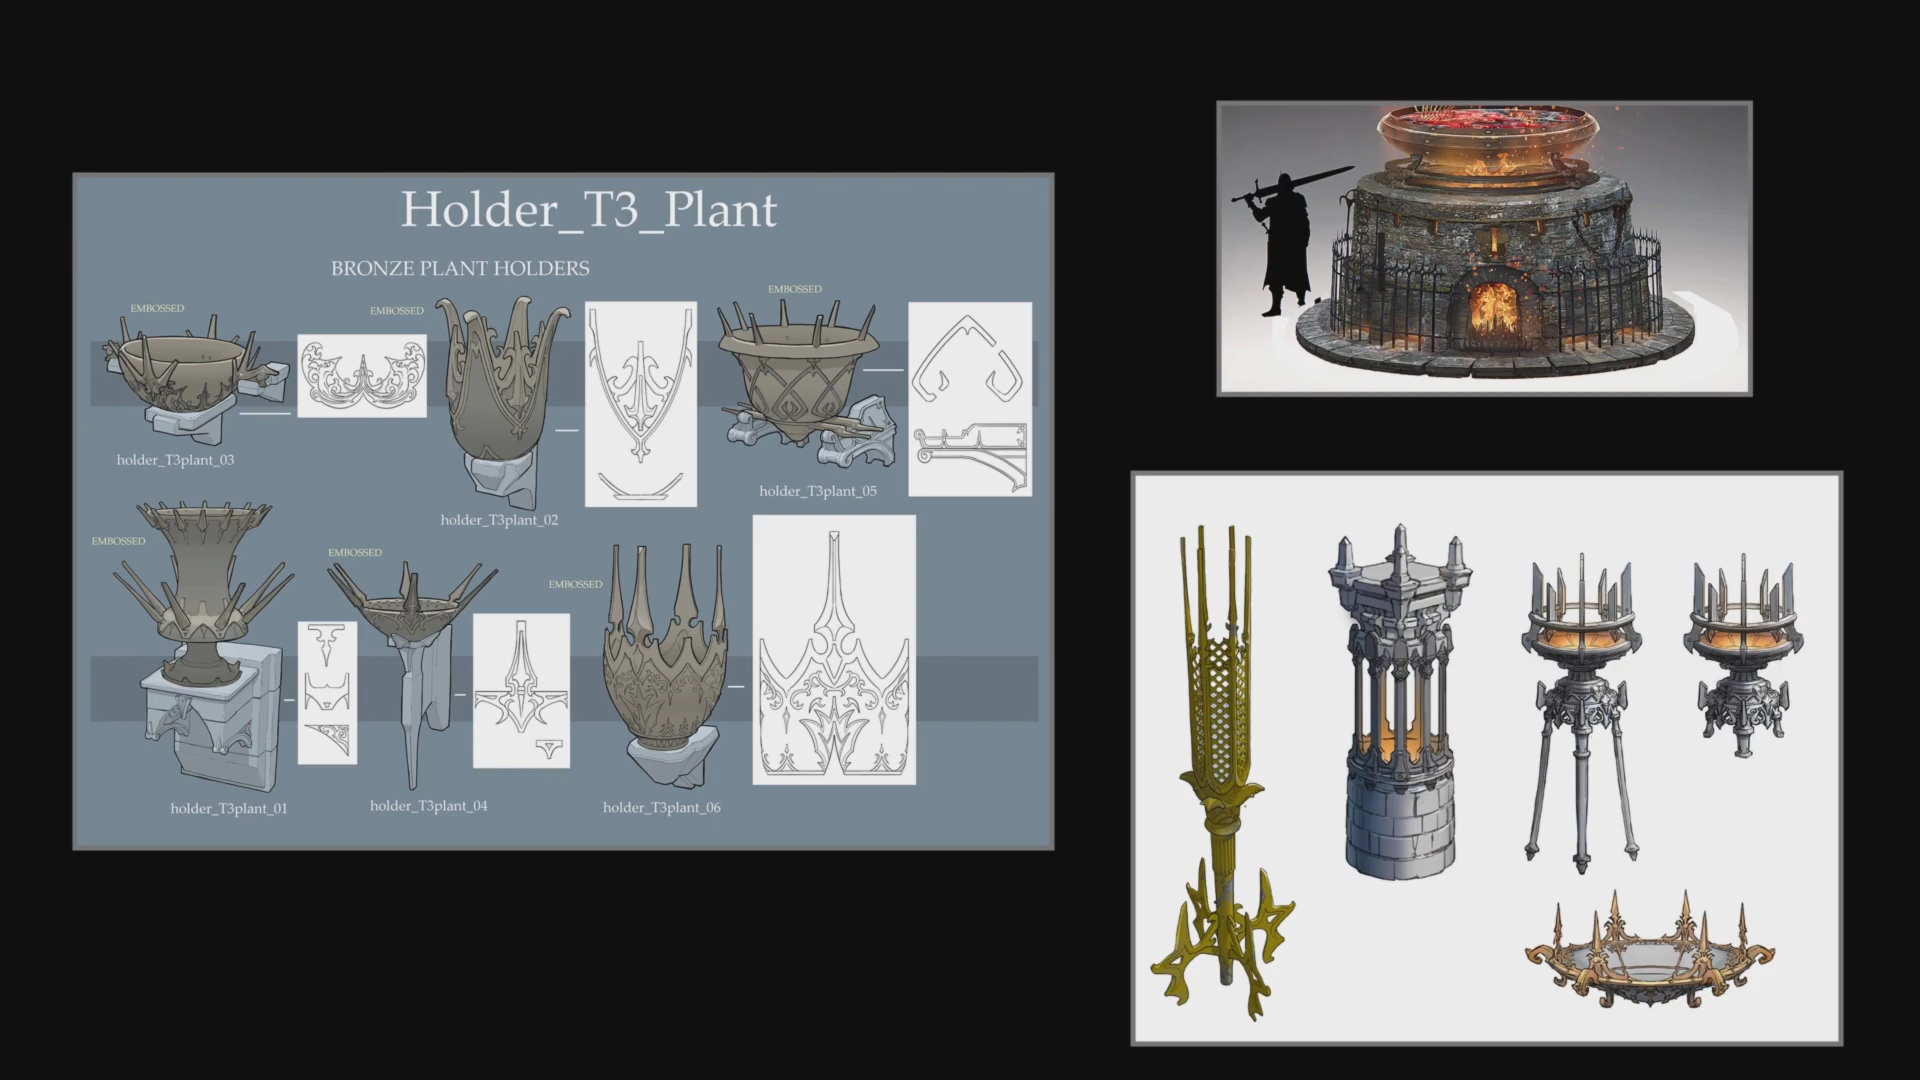 Holder_T3_Plant
BRONZE PLANT HOLDERS
EMBOSSED
EMBOSSED
EMBOSSED
holder_T3plant_03
holder_T3plant_02
holder_T3plant_05
EMBOSSED
EMBOSSED
EMBOSSED
holder_T3plant_01
holder_T3plant_04
holder_T3plant_06